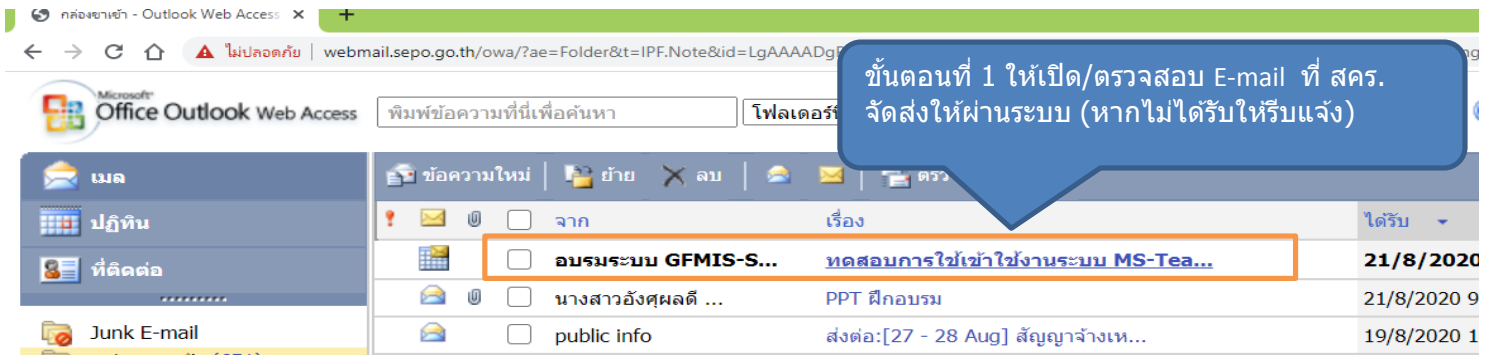 กล่องขาเข้า - Outlook Web Access
ไม่ปลอดภัย | webmail.sepo.go.th/owa/?ae=Folder&t=IPF.Note&id=LgAAAADg
ขั้นตอนที่ 1 ให้เปิด/ตรวจสอบ E-mail ที่ สคร.
จัดส่งให้ผ่านระบบ (หากไม่ได้รับให้รีบแจ้ง)
Microsoft
Office Outlook Web Access
พิมพ์ข้อความที่นี่เพื่อค้นหา
เมล
ข้อความใหม่ ย้าย ลบ
ปฏิทิน
จาก เรื่อง ได้รับ
ที่ติดต่อ
อบรมระบบ GFMIS-S... ทดสอบการใช้เข้าใช้งานระบบ MS-Tea... 21/8/2020
นางสาวอังศุผลดี ... PPT ฝึกอบรม 21/8/2020 9
Junk E-mail
public info ส่งต่อ:[27 - 28 Aug] สัญญาจ้างเห... 19/8/2020 1